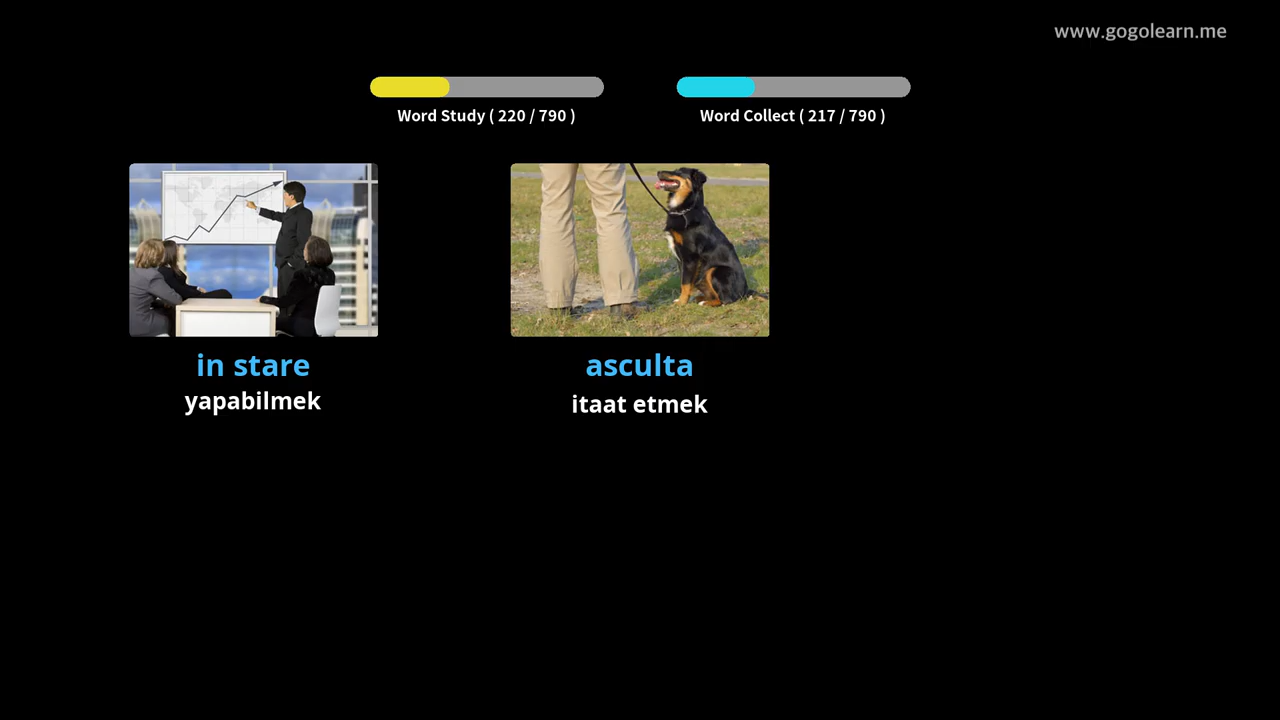 www.gogolearn.me
Word Study ( 220 / 790 )
Word Collect ( 217 / 790 )
in stare
yapabilmek
asculta
itaat etmek